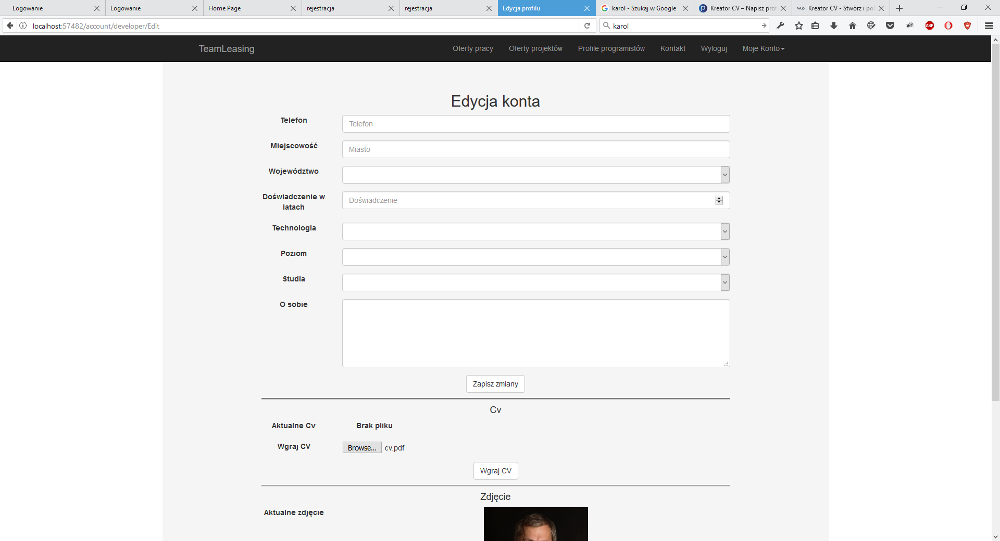 Logowanie
Logowanie
Home Page
rejestracja
rejestracja
Edycja profilu
karol - Szukaj w Google
Kreator CV – Napisz prof
Kreator CV - Stwórz i po
localhost:57482/account/developer/Edit
karol
ABP
TeamLeasing
Oferty pracy
Oferty projektów
Profile programistów
Kontakt
Wyloguj
Moje Konto
Edycja konta
Telefon
Telefon
Miejscowość
Miasto
Województwo
Doświadczenie w
latach
Doświadczenie
Technologia
Poziom
Studia
O sobie
Zapisz zmiany
Cv
Aktualne Cv
Brak pliku
Wgraj CV
Browse...
cv.pdf
Wgraj CV
Zdjęcie
Aktualne zdjęcie